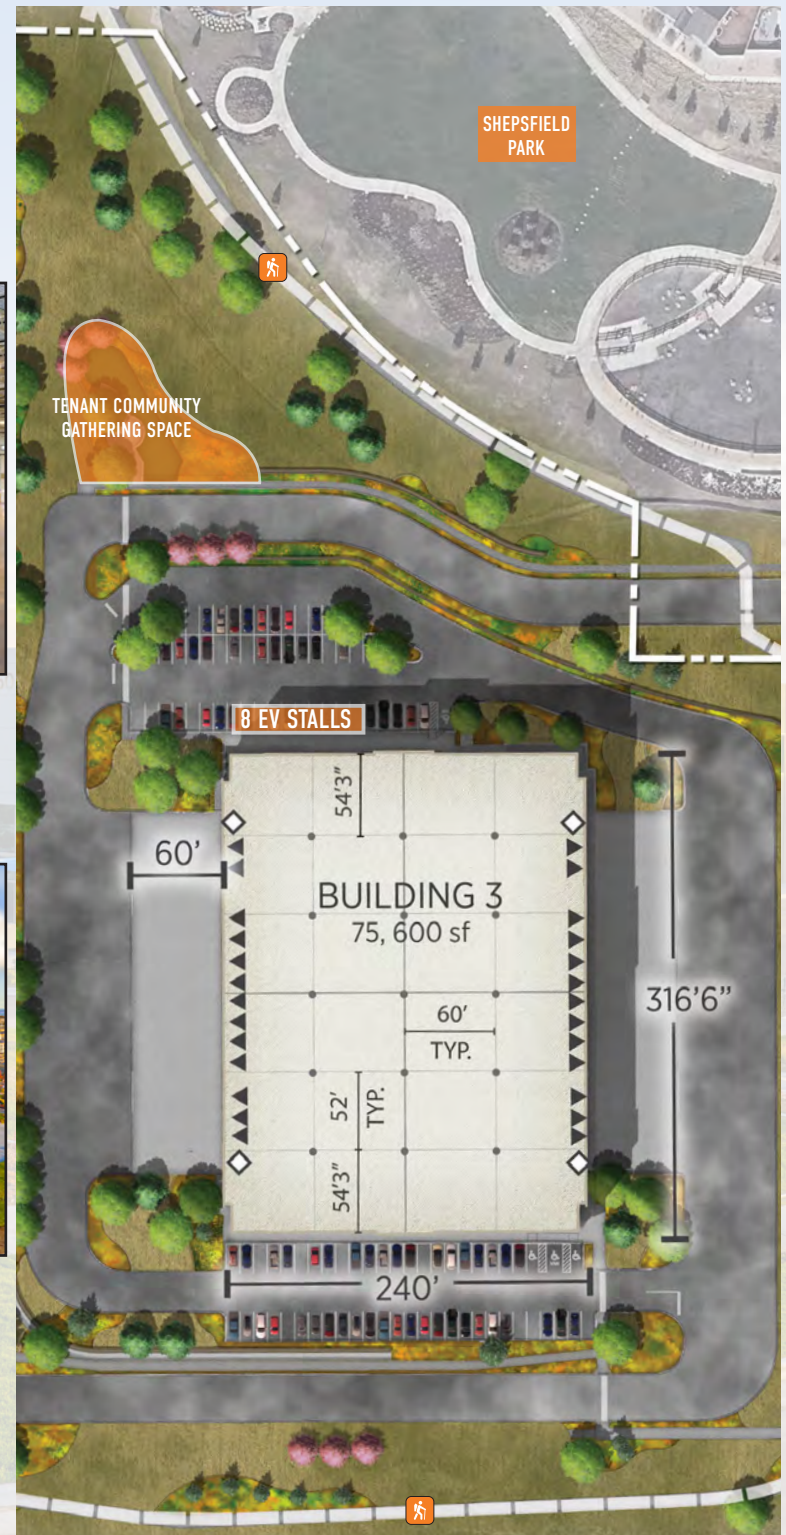 SHEPSFIELD
PARK
TENANT COMMUNITY
GATHERING SPACE
8 EV STALLS
54'3"
60'
BUILDING 3
75, 600 sf
316'6"
60'
TYP.
52'
TYP.
54'3"
240'